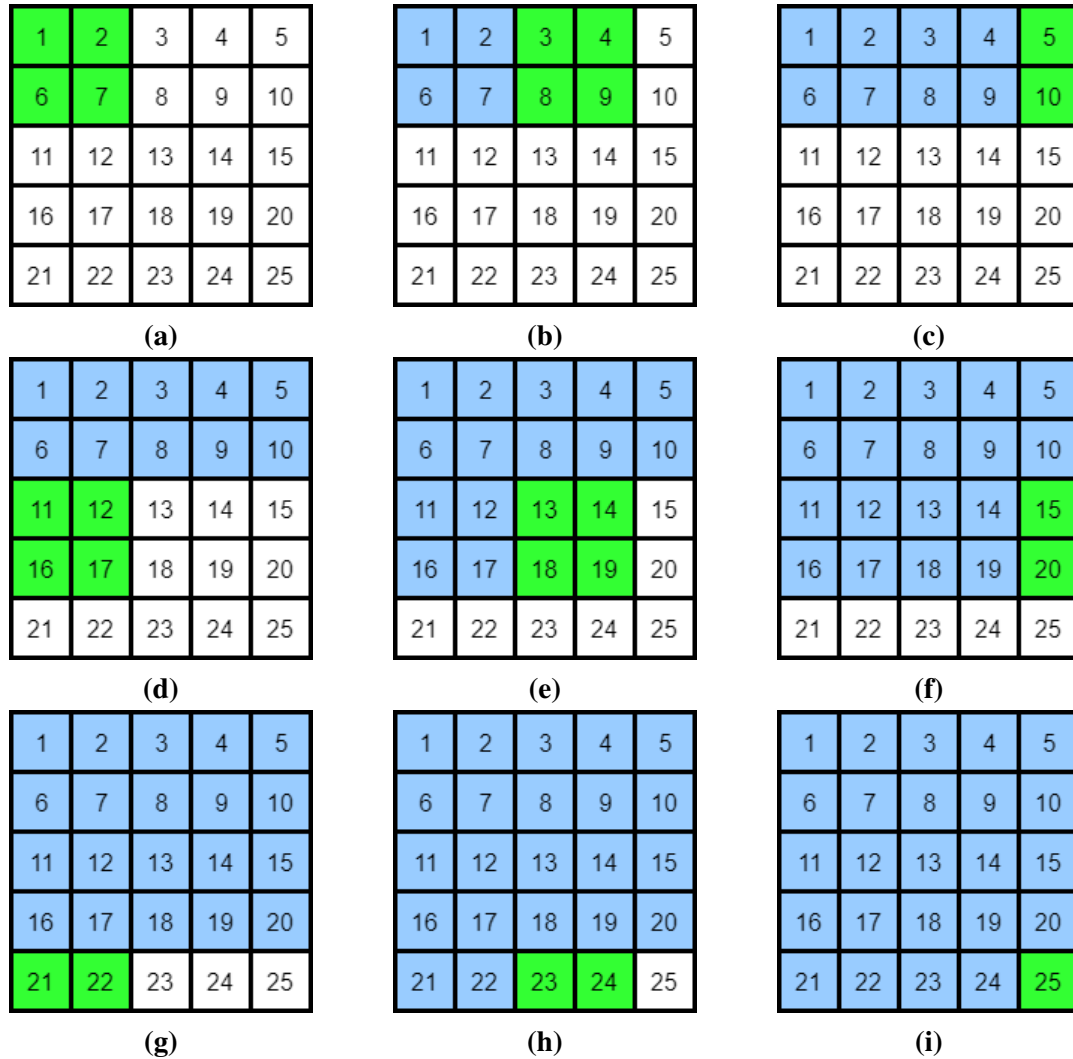 1 2 3 4 5 1 2 3 4 5 1 2 3 4 5
6 7 8 9 10 6 7 8 9 10 6 7 8 9 10
11 12 13 14 15 11 12 13 14 15 11 12 13 14 15
16 17 18 19 20 16 17 18 19 20 16 17 18 19 20
21 22 23 24 25 21 22 23 24 25 21 22 23 24 25
(a) (b) (c)
1 2 3 4 5 1 2 3 4 5 1 2 3 4 5
6 7 8 9 10 6 7 8 9 10 6 7 8 9 10
11 12 13 14 15 11 12 13 14 15 11 12 13 14 15
16 17 18 19 20 16 17 18 19 20 16 17 18 19 20
21 22 23 24 25 21 22 23 24 25 21 22 23 24 25
(d) (e) (f)
1 2 3 4 5 1 2 3 4 5 1 2 3 4 5
6 7 8 9 10 6 7 8 9 10 6 7 8 9 10
11 12 13 14 15 11 12 13 14 15 11 12 13 14 15
16 17 18 19 20 16 17 18 19 20 16 17 18 19 20
21 22 23 24 25 21 22 23 24 25 21 22 23 24 25
(g) (h) (i)